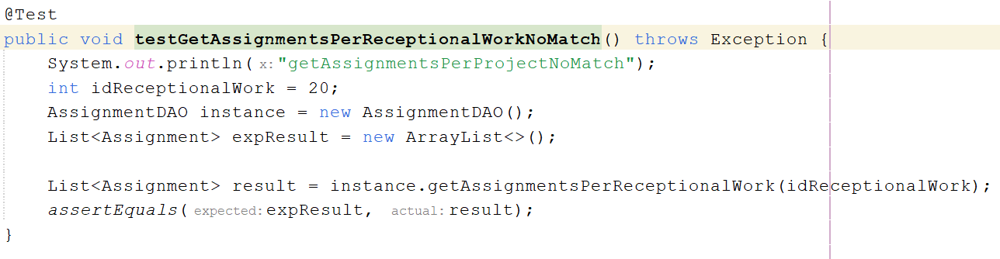 @Test
public void testGetAssignmentsPerReceptionalWorkNoMatch() throws Exception {
    System.out.println( x: "getAssignmentsPerProjectNoMatch");
    int idReceptionalWork = 20;
    AssignmentDAO instance = new AssignmentDAO();
    List<Assignment> expResult = new ArrayList<>();

    List<Assignment> result = instance.getAssignmentsPerReceptionalWork(idReceptionalWork);
    assertEquals( expected: expResult, actual: result);
}